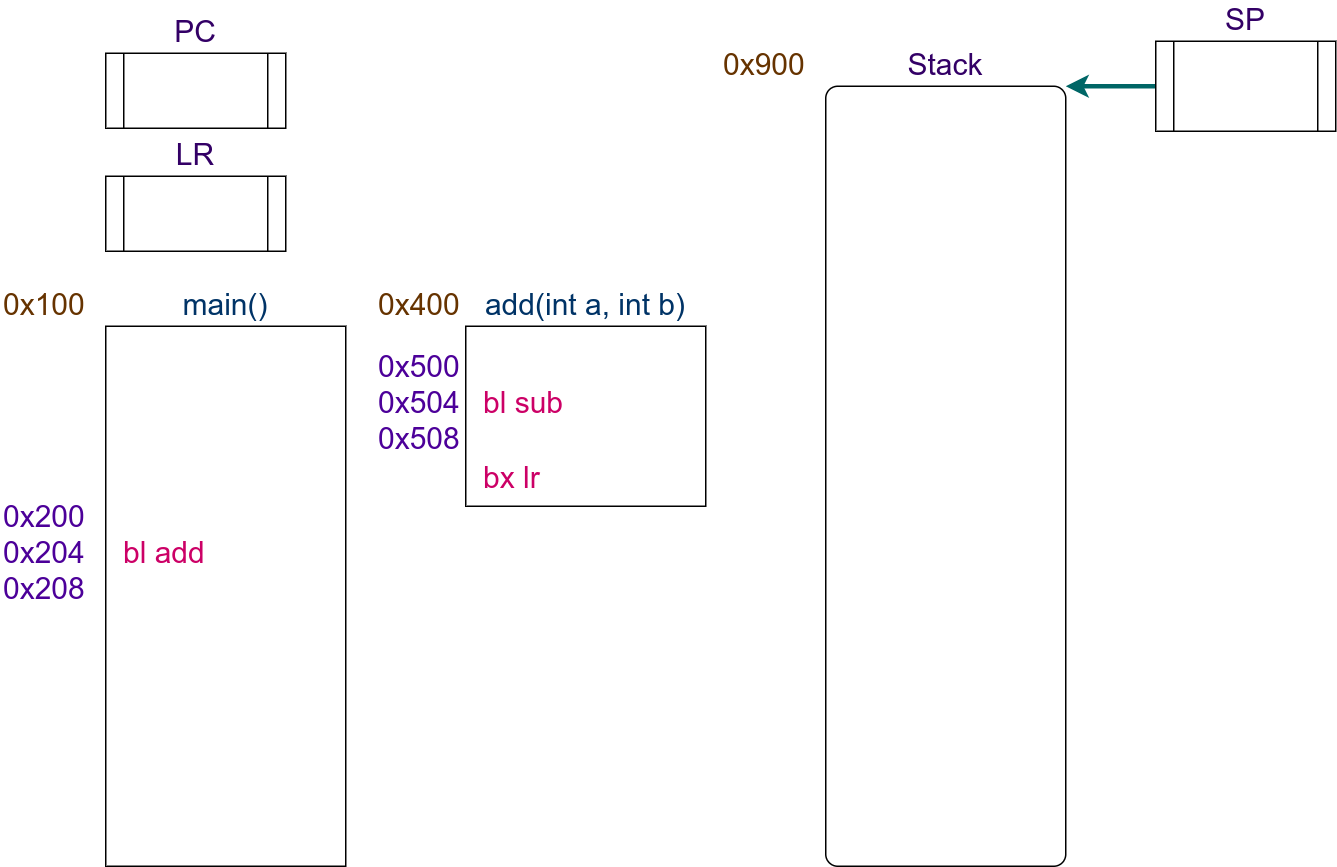 PC
SP
0x900
Stack
LR
0x100
main()
0x400
add(int a, int b)
0x500
0x504
bl sub
0x508
bx lr
0x200
0x204
bl add
0x208